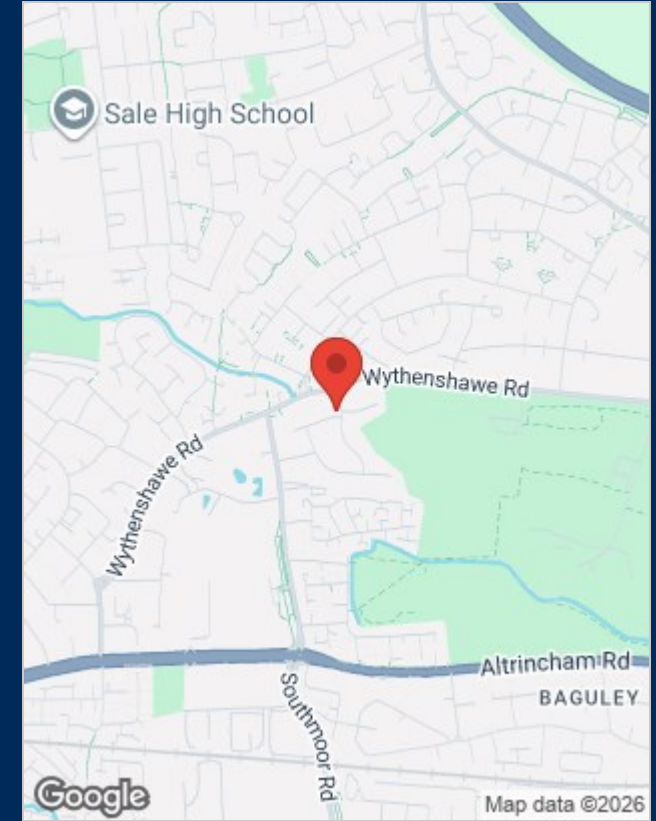 Sale High School
Wythenshawe Rd
Wythenshawe Rd
Altrincham Rd
BAGULEY
Southmoor Rd
Google
Map data ©2026